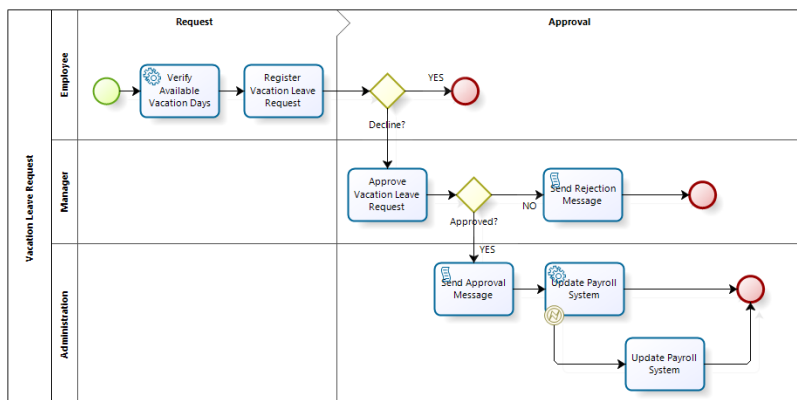 Request
Approval
Vacation Leave Request
Employee
Verify
Available
Vacation Days
Register
Vacation Leave
Request
YES
Decline?
Manager
Approve
Vacation Leave
Request
Approved?
NO
Send Rejection
Message
YES
Administration
Send Approval
Message
Update Payroll
System
Update Payroll
System